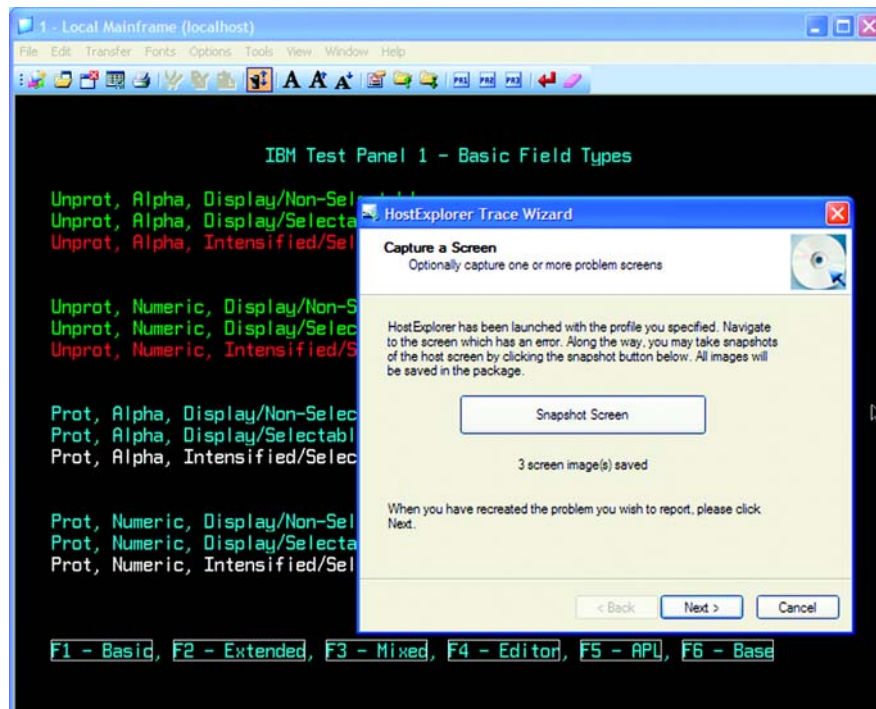 1 - Local Mainframe (localhost)
File Edit Transfer Fonts Options Tools View Window Help
PR1 PR2 PR3
IBM Test Panel 1 - Basic Field Types
Unprot, Alpha, Display/Non-Sel
Unprot, Alpha, Display/Selecta
Unprot, Alpha, Intensified/Sel
Unprot, Numeric, Display/Non-S
Unprot, Numeric, Display/Selec
Unprot, Numeric, Intensified/S
Prot, Alpha, Display/Non-Selec
Prot, Alpha, Display/Selectabl
Prot, Alpha, Intensified/Selec
Prot, Numeric, Display/Non-Sel
Prot, Numeric, Display/Selecta
Prot, Numeric, Intensified/Sel
F1 - Basic, F2 - Extended, F3 - Mixed, F4 - Editor, F5 - APL, F6 - Base
HostExplorer Trace Wizard
Capture a Screen
Optionally capture one or more problem screens
HostExplorer has been launched with the profile you specified. Navigate
to the screen which has an error. Along the way, you may take snapshots
of the host screen by clicking the snapshot button below. All images will
be saved in the package.
Snapshot Screen
3 screen image(s) saved
When you have recreated the problem you wish to report, please click
Next.
< Back Next > Cancel